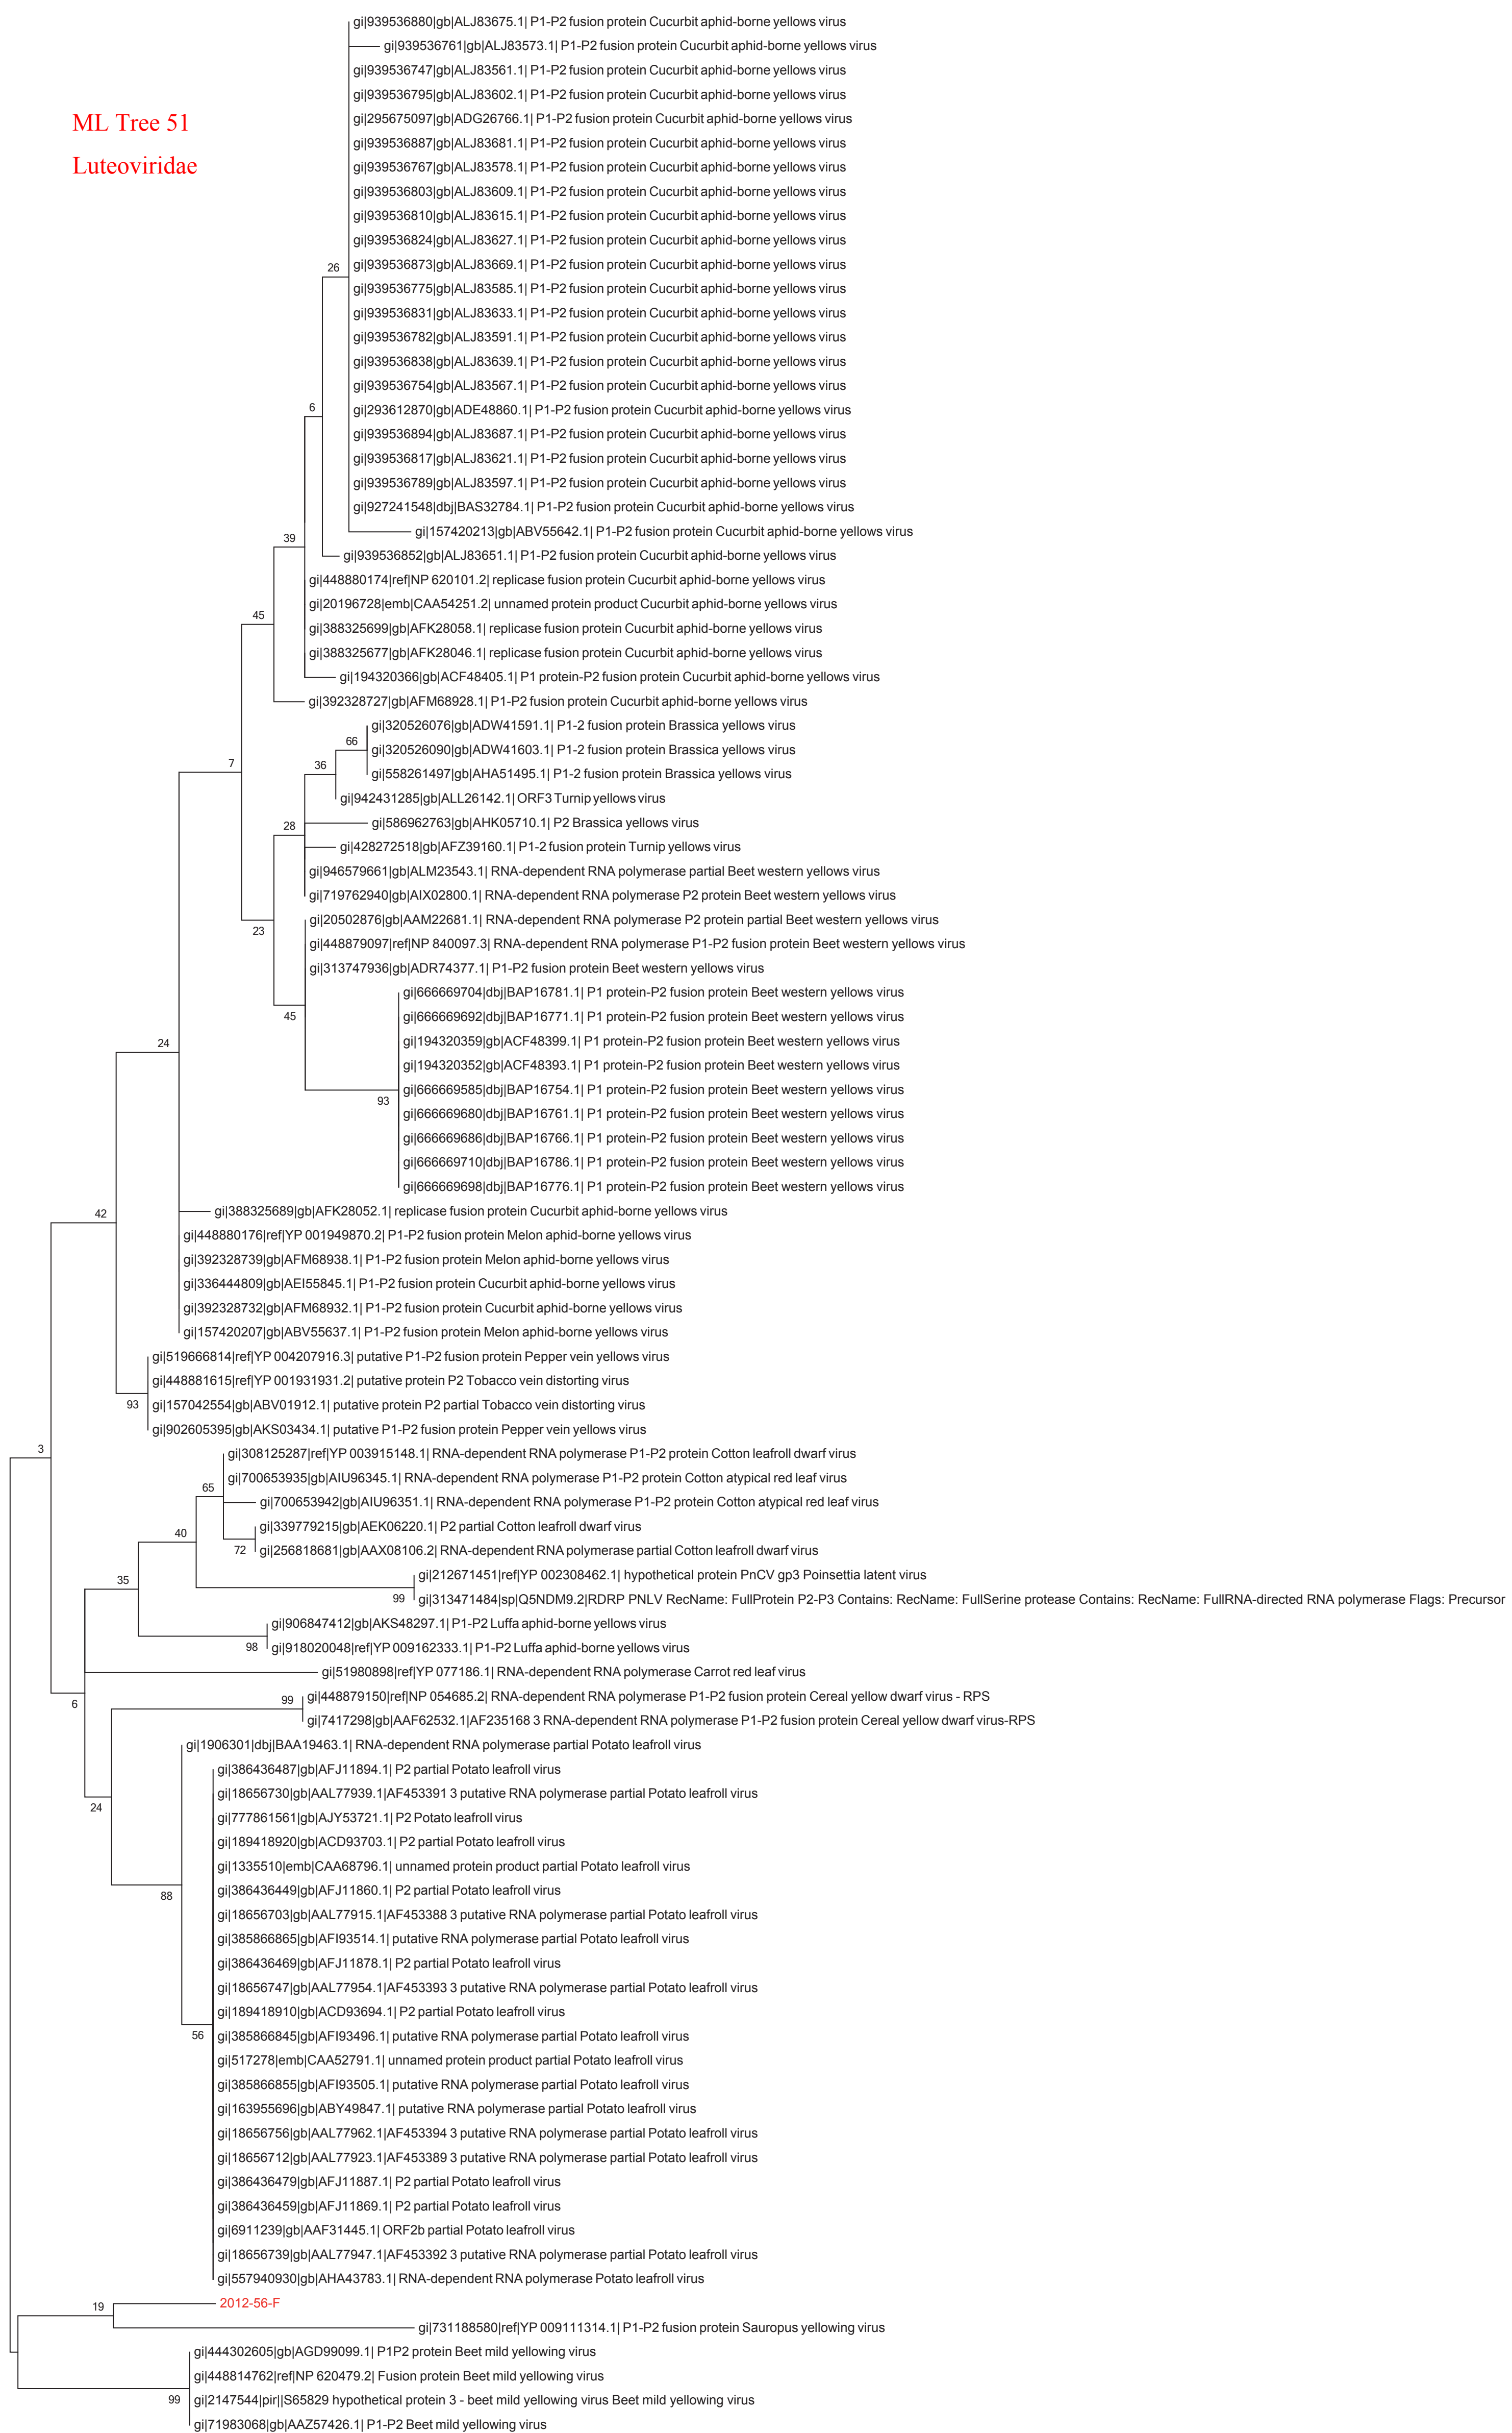 ML Tree 51
Luteoviridae
gi|939536880|gb|ALJ83675.1| P1-P2 fusion protein Cucurbit aphid-borne yellows virus
gi|939536761|gb|ALJ83573.1| P1-P2 fusion protein Cucurbit aphid-borne yellows virus
gi|939536747|gb|ALJ83561.1| P1-P2 fusion protein Cucurbit aphid-borne yellows virus
gi|939536795|gb|ALJ83602.1| P1-P2 fusion protein Cucurbit aphid-borne yellows virus
gi|295675097|gb|ADG26766.1| P1-P2 fusion protein Cucurbit aphid-borne yellows virus
gi|939536887|gb|ALJ83681.1| P1-P2 fusion protein Cucurbit aphid-borne yellows virus
gi|939536767|gb|ALJ83578.1| P1-P2 fusion protein Cucurbit aphid-borne yellows virus
gi|939536803|gb|ALJ83609.1| P1-P2 fusion protein Cucurbit aphid-borne yellows virus
gi|939536810|gb|ALJ83615.1| P1-P2 fusion protein Cucurbit aphid-borne yellows virus
gi|939536824|gb|ALJ83627.1| P1-P2 fusion protein Cucurbit aphid-borne yellows virus
gi|939536873|gb|ALJ83669.1| P1-P2 fusion protein Cucurbit aphid-borne yellows virus
26
gi|939536775|gb|ALJ83585.1| P1-P2 fusion protein Cucurbit aphid-borne yellows virus
gi|939536831|gb|ALJ83633.1| P1-P2 fusion protein Cucurbit aphid-borne yellows virus
gi|939536782|gb|ALJ83591.1| P1-P2 fusion protein Cucurbit aphid-borne yellows virus
gi|939536838|gb|ALJ83639.1| P1-P2 fusion protein Cucurbit aphid-borne yellows virus
gi|939536754|gb|ALJ83567.1| P1-P2 fusion protein Cucurbit aphid-borne yellows virus
6
gi|293612870|gb|ADE48860.1| P1-P2 fusion protein Cucurbit aphid-borne yellows virus
gi|939536894|gb|ALJ83687.1| P1-P2 fusion protein Cucurbit aphid-borne yellows virus
gi|939536817|gb|ALJ83621.1| P1-P2 fusion protein Cucurbit aphid-borne yellows virus
gi|939536789|gb|ALJ83597.1| P1-P2 fusion protein Cucurbit aphid-borne yellows virus
gi|927241548|dbj|BAS32784.1| P1-P2 fusion protein Cucurbit aphid-borne yellows virus
gi|157420213|gb|ABV55642.1| P1-P2 fusion protein Cucurbit aphid-borne yellows virus
39
gi|939536852|gb|ALJ83651.1| P1-P2 fusion protein Cucurbit aphid-borne yellows virus
gi|448880174|ref|NP 620101.2| replicase fusion protein Cucurbit aphid-borne yellows virus
gi|20196728|emb|CAA54251.2| unnamed protein product Cucurbit aphid-borne yellows virus
45
gi|388325699|gb|AFK28058.1| replicase fusion protein Cucurbit aphid-borne yellows virus
gi|388325677|gb|AFK28046.1| replicase fusion protein Cucurbit aphid-borne yellows virus
gi|194320366|gb|ACF48405.1| P1 protein-P2 fusion protein Cucurbit aphid-borne yellows virus
gi|392328727|gb|AFM68928.1| P1-P2 fusion protein Cucurbit aphid-borne yellows virus
gi|320526076|gb|ADW41591.1| P1-2 fusion protein Brassica yellows virus
66
gi|320526090|gb|ADW41603.1| P1-2 fusion protein Brassica yellows virus
7
36
gi|558261497|gb|AHA51495.1| P1-2 fusion protein Brassica yellows virus
gi|942431285|gb|ALL26142.1| ORF3 Turnip yellows virus
28
gi|586962763|gb|AHK05710.1| P2 Brassica yellows virus
gi|428272518|gb|AFZ39160.1| P1-2 fusion protein Turnip yellows virus
gi|946579661|gb|ALM23543.1| RNA-dependent RNA polymerase partial Beet western yellows virus
gi|719762940|gb|AIX02800.1| RNA-dependent RNA polymerase P2 protein Beet western yellows virus
gi|20502876|gb|AAM22681.1| RNA-dependent RNA polymerase P2 protein partial Beet western yellows virus
23
gi|448879097|ref|NP 840097.3| RNA-dependent RNA polymerase P1-P2 fusion protein Beet western yellows virus
gi|313747936|gb|ADR74377.1| P1-P2 fusion protein Beet western yellows virus
gi|666669704|dbj|BAP16781.1| P1 protein-P2 fusion protein Beet western yellows virus
45
gi|666669692|dbj|BAP16771.1| P1 protein-P2 fusion protein Beet western yellows virus
24
gi|194320359|gb|ACF48399.1| P1 protein-P2 fusion protein Beet western yellows virus
gi|194320352|gb|ACF48393.1| P1 protein-P2 fusion protein Beet western yellows virus
gi|666669585|dbj|BAP16754.1| P1 protein-P2 fusion protein Beet western yellows virus
93
gi|666669680|dbj|BAP16761.1| P1 protein-P2 fusion protein Beet western yellows virus
gi|666669686|dbj|BAP16766.1| P1 protein-P2 fusion protein Beet western yellows virus
gi|666669710|dbj|BAP16786.1| P1 protein-P2 fusion protein Beet western yellows virus
gi|666669698|dbj|BAP16776.1| P1 protein-P2 fusion protein Beet western yellows virus
42
gi|388325689|gb|AFK28052.1| replicase fusion protein Cucurbit aphid-borne yellows virus
gi|448880176|ref|YP 001949870.2| P1-P2 fusion protein Melon aphid-borne yellows virus
gi|392328739|gb|AFM68938.1| P1-P2 fusion protein Melon aphid-borne yellows virus
gi|336444809|gb|AEI55845.1| P1-P2 fusion protein Cucurbit aphid-borne yellows virus
gi|392328732|gb|AFM68932.1| P1-P2 fusion protein Cucurbit aphid-borne yellows virus
gi|157420207|gb|ABV55637.1| P1-P2 fusion protein Melon aphid-borne yellows virus
gi|519666814|ref|YP 004207916.3| putative P1-P2 fusion protein Pepper vein yellows virus
gi|448881615|ref|YP 001931931.2| putative protein P2 Tobacco vein distorting virus
93
gi|157042554|gb|ABV01912.1| putative protein P2 partial Tobacco vein distorting virus
gi|902605395|gb|AKS03434.1| putative P1-P2 fusion protein Pepper vein yellows virus
3
gi|308125287|ref|YP 003915148.1| RNA-dependent RNA polymerase P1-P2 protein Cotton leafroll dwarf virus
gi|700653935|gb|AIU96345.1| RNA-dependent RNA polymerase P1-P2 protein Cotton atypical red leaf virus
65
gi|700653942|gb|AIU96351.1| RNA-dependent RNA polymerase P1-P2 protein Cotton atypical red leaf virus
40
gi|339779215|gb|AEK06220.1| P2 partial Cotton leafroll dwarf virus
72
gi|256818681|gb|AAX08106.2| RNA-dependent RNA polymerase partial Cotton leafroll dwarf virus
35
gi|212671451|ref|YP 002308462.1| hypothetical protein PnCV gp3 Poinsettia latent virus
99
gi|313471484|sp|Q5NDM9.2|RDRP PNLV RecName: FullProtein P2-P3 Contains: RecName: FullSerine protease Contains: RecName: FullRNA-directed RNA polymerase Flags: Precursor
gi|906847412|gb|AKS48297.1| P1-P2 Luffa aphid-borne yellows virus
98
gi|918020048|ref|YP 009162333.1| P1-P2 Luffa aphid-borne yellows virus
gi|51980898|ref|YP 077186.1| RNA-dependent RNA polymerase Carrot red leaf virus
6
99
gi|448879150|ref|NP 054685.2| RNA-dependent RNA polymerase P1-P2 fusion protein Cereal yellow dwarf virus - RPS
gi|7417298|gb|AAF62532.1|AF235168 3 RNA-dependent RNA polymerase P1-P2 fusion protein Cereal yellow dwarf virus-RPS
gi|1906301|dbj|BAA19463.1| RNA-dependent RNA polymerase partial Potato leafroll virus
gi|386436487|gb|AFJ11894.1| P2 partial Potato leafroll virus
gi|18656730|gb|AAL77939.1|AF453391 3 putative RNA polymerase partial Potato leafroll virus
24
gi|777861561|gb|AJY53721.1| P2 Potato leafroll virus
gi|189418920|gb|ACD93703.1| P2 partial Potato leafroll virus
gi|1335510|emb|CAA68796.1| unnamed protein product partial Potato leafroll virus
88
gi|386436449|gb|AFJ11860.1| P2 partial Potato leafroll virus
gi|18656703|gb|AAL77915.1|AF453388 3 putative RNA polymerase partial Potato leafroll virus
gi|385866865|gb|AFI93514.1| putative RNA polymerase partial Potato leafroll virus
gi|386436469|gb|AFJ11878.1| P2 partial Potato leafroll virus
gi|18656747|gb|AAL77954.1|AF453393 3 putative RNA polymerase partial Potato leafroll virus
gi|189418910|gb|ACD93694.1| P2 partial Potato leafroll virus
56
gi|385866845|gb|AFI93496.1| putative RNA polymerase partial Potato leafroll virus
gi|517278|emb|CAA52791.1| unnamed protein product partial Potato leafroll virus
gi|385866855|gb|AFI93505.1| putative RNA polymerase partial Potato leafroll virus
gi|163955696|gb|ABY49847.1| putative RNA polymerase partial Potato leafroll virus
gi|18656756|gb|AAL77962.1|AF453394 3 putative RNA polymerase partial Potato leafroll virus
gi|18656712|gb|AAL77923.1|AF453389 3 putative RNA polymerase partial Potato leafroll virus
gi|386436479|gb|AFJ11887.1| P2 partial Potato leafroll virus
gi|386436459|gb|AFJ11869.1| P2 partial Potato leafroll virus
gi|6911239|gb|AAF31445.1| ORF2b partial Potato leafroll virus
gi|18656739|gb|AAL77947.1|AF453392 3 putative RNA polymerase partial Potato leafroll virus
gi|557940930|gb|AHA43783.1| RNA-dependent RNA polymerase Potato leafroll virus
19
2012-56-F
gi|731188580|ref|YP 009111314.1| P1-P2 fusion protein Sauropus yellowing virus
gi|444302605|gb|AGD99099.1| P1P2 protein Beet mild yellowing virus
gi|448814762|ref|NP 620479.2| Fusion protein Beet mild yellowing virus
99
gi|2147544|pir||S65829 hypothetical protein 3 - beet mild yellowing virus Beet mild yellowing virus
gi|71983068|gb|AAZ57426.1| P1-P2 Beet mild yellowing virus